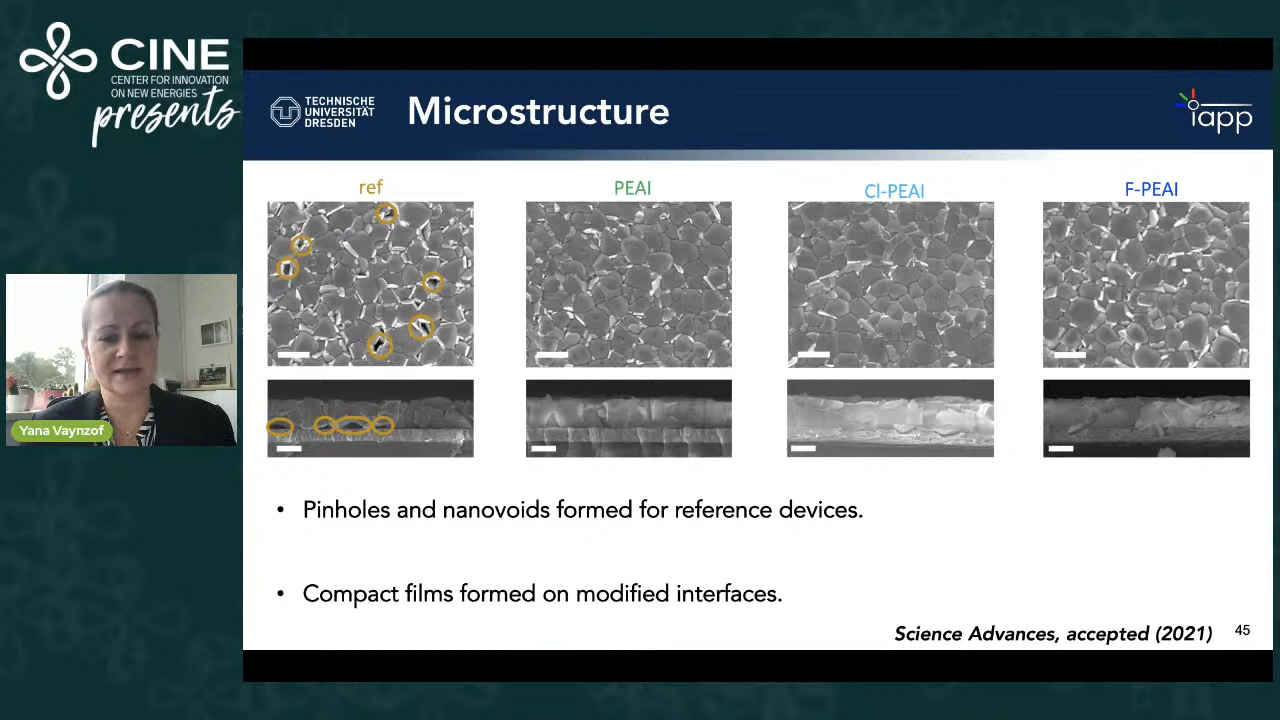 CINE
CENTER FOR INNOVATION
ON NEW ENERGIES
presents
TECHNISCHE
UNIVERSITÄT
DRESDEN
Microstructure
iapp
ref
PEAI
Cl-PEAI
F-PEAI
Yana Vaynzof
• Pinholes and nanovoids formed for reference devices.
• Compact films formed on modified interfaces.
Science Advances, accepted (2021)
45